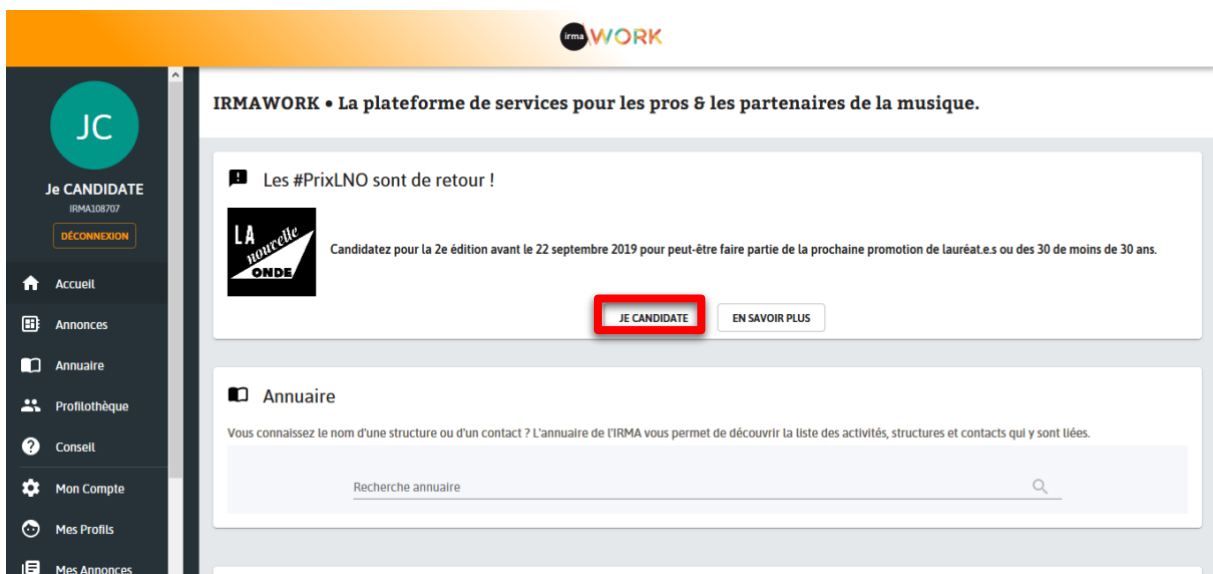 irma WORK
JC
Je CANDIDATE
IRMA108707
DÉCONNEXION
Accueil
Annonces
Annuaire
Profilothèque
Conseil
Mon Compte
Mes Profils
Mes Annonces
IRMAWORK • La plateforme de services pour les pros & les partenaires de la musique.
Les #PrixLNO sont de retour !
LA
nouvelle
ONDE
Candidatez pour la 2e édition avant le 22 septembre 2019 pour peut-être faire partie de la prochaine promotion de lauréat.e.s ou des 30 de moins de 30 ans.
JE CANDIDATE
EN SAVOIR PLUS
Annuaire
Vous connaissez le nom d'une structure ou d'un contact ? L'annuaire de l'IRMA vous permet de découvrir la liste des activités, structures et contacts qui y sont liées.
Recherche annuaire